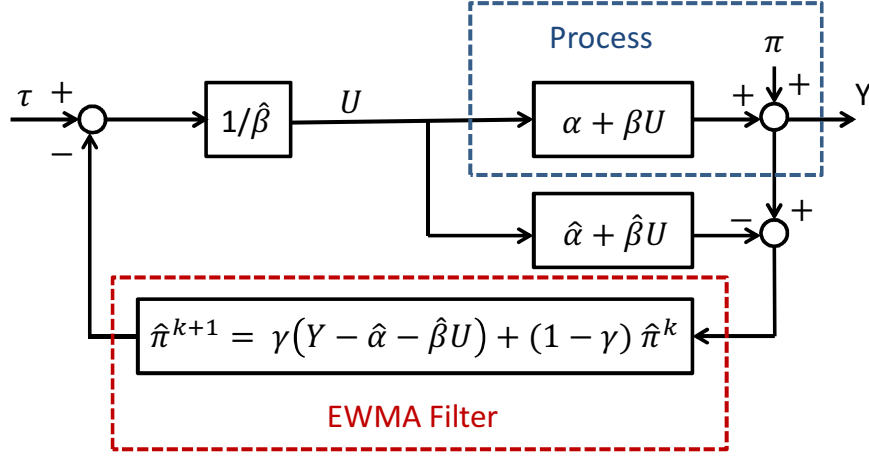 Process
π
τ + 1/β̂ U α + βU + + Y
−
α̂ + β̂U − +
π̂ᵏ⁺¹ = γ(Y − α̂ − β̂U) + (1 − γ) π̂ᵏ
EWMA Filter